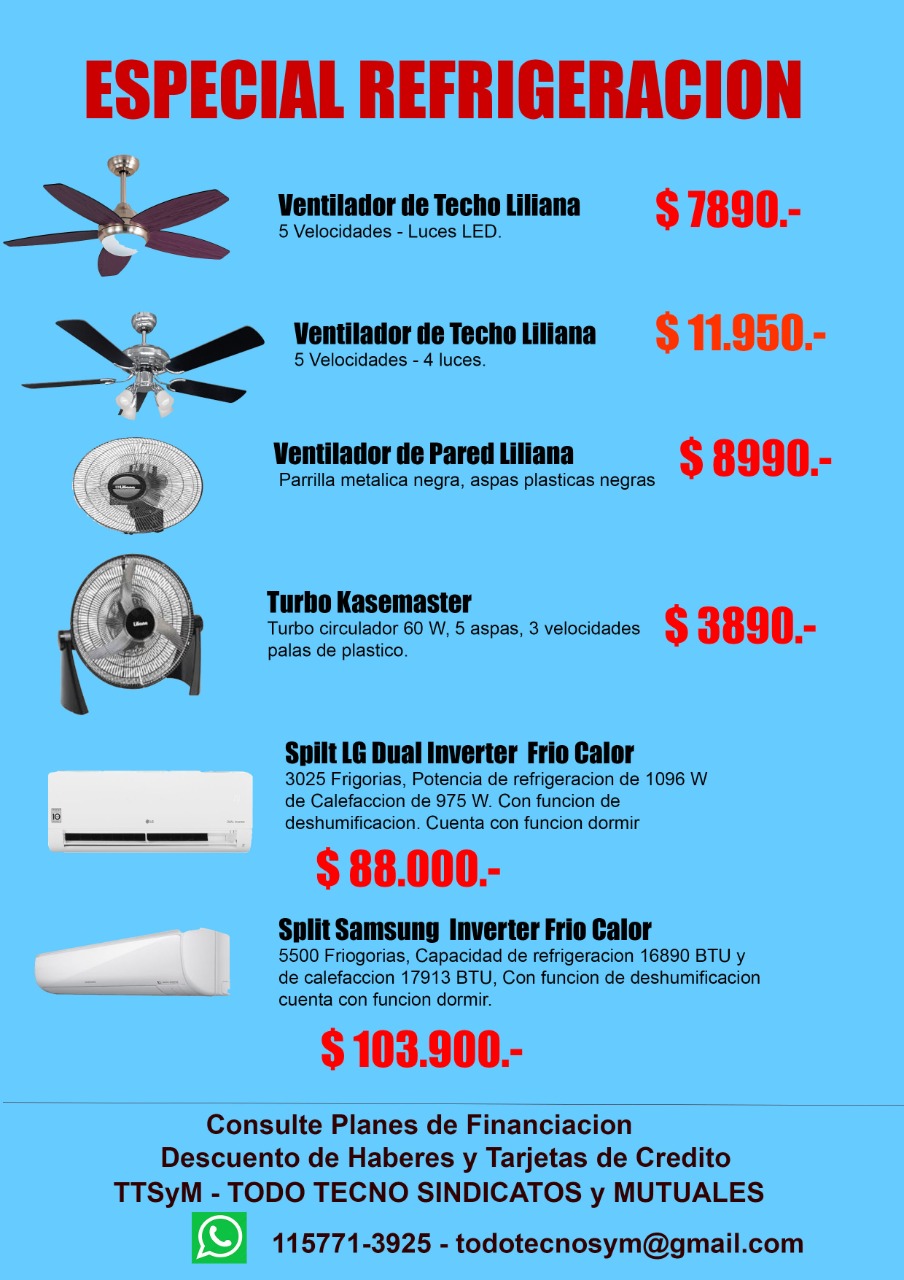 ESPECIAL REFRIGERACION
Ventilador de Techo Liliana
5 Velocidades - Luces LED.
$ 7890.-
Ventilador de Techo Liliana
5 Velocidades - 4 luces.
$ 11.950.-
Ventilador de Pared Liliana
Parrilla metalica negra, aspas plasticas negras
$ 8990.-
Liliana
Turbo Kasemaster
Turbo circulador 60 W, 5 aspas, 3 velocidades
palas de plastico.
$ 3890.-
Liliana
Spilt LG Dual Inverter Frio Calor
3025 Frigorias, Potencia de refrigeracion de 1096 W
de Calefaccion de 975 W. Con funcion de
deshumificacion. Cuenta con funcion dormir
10
LG
$ 88.000.-
Split Samsung Inverter Frio Calor
5500 Friogorias, Capacidad de refrigeracion 16890 BTU y
de calefaccion 17913 BTU, Con funcion de deshumificacion
cuenta con funcion dormir.
$ 103.900.-
Consulte Planes de Financiacion
Descuento de Haberes y Tarjetas de Credito
TTSyM - TODO TECNO SINDICATOS y MUTUALES
115771-3925 - todotecnosym@gmail.com